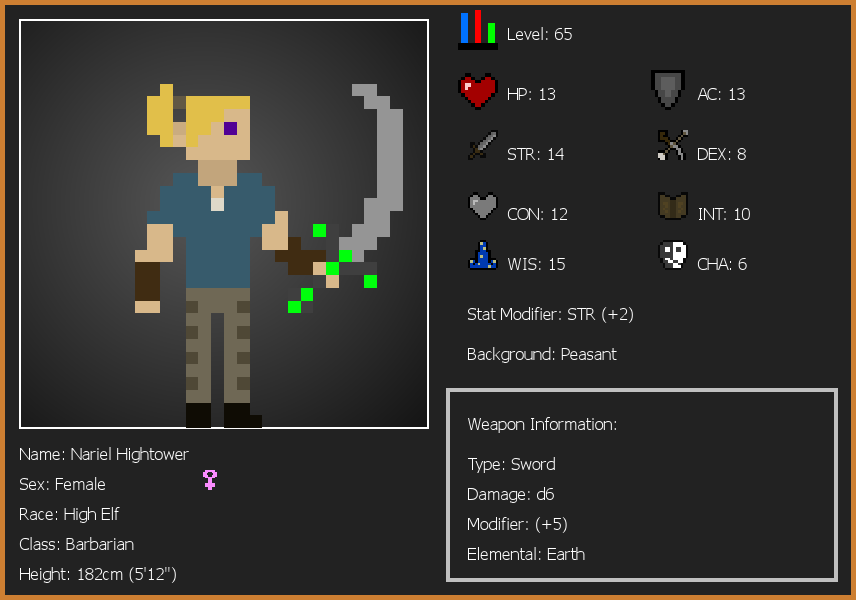 Level: 65
HP: 13
AC: 13
STR: 14
DEX: 8
CON: 12
INT: 10
WIS: 15
CHA: 6
Stat Modifier: STR (+2)
Background: Peasant
Weapon Information:
Type: Sword
Damage: d6
Modifier: (+5)
Elemental: Earth
Name: Nariel Hightower
Sex: Female
Race: High Elf
Class: Barbarian
Height: 182cm (5'12")